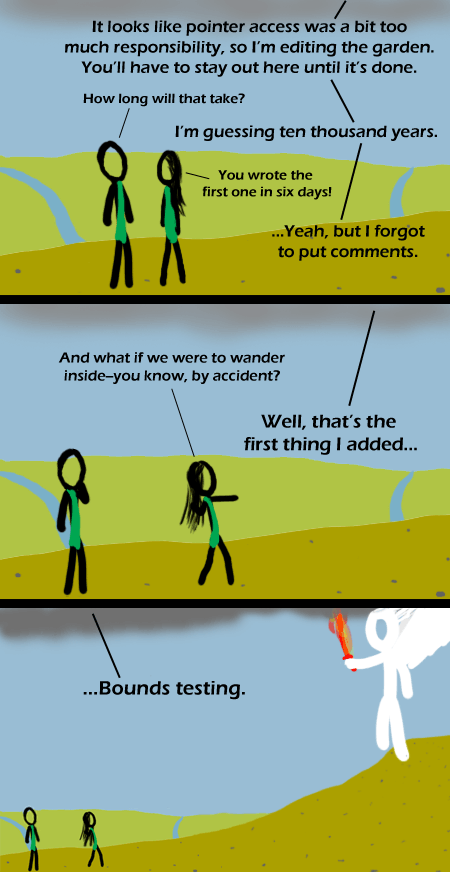 It looks like pointer access was a bit too
much responsibility, so I'm editing the garden.
You'll have to stay out here until it's done.
How long will that take?
I'm guessing ten thousand years.
You wrote the
first one in six days!
...Yeah, but I forgot
to put comments.
And what if we were to wander
inside–you know, by accident?
Well, that's the
first thing I added...
...Bounds testing.